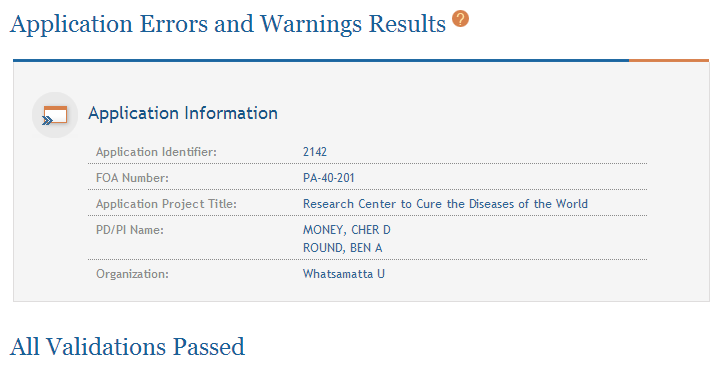 Application Errors and Warnings Results ?
Application Information
Application Identifier: 2142
FOA Number: PA-40-201
Application Project Title: Research Center to Cure the Diseases of the World
PD/PI Name: MONEY, CHER D
ROUND, BEN A
Organization: Whatsamatta U
All Validations Passed